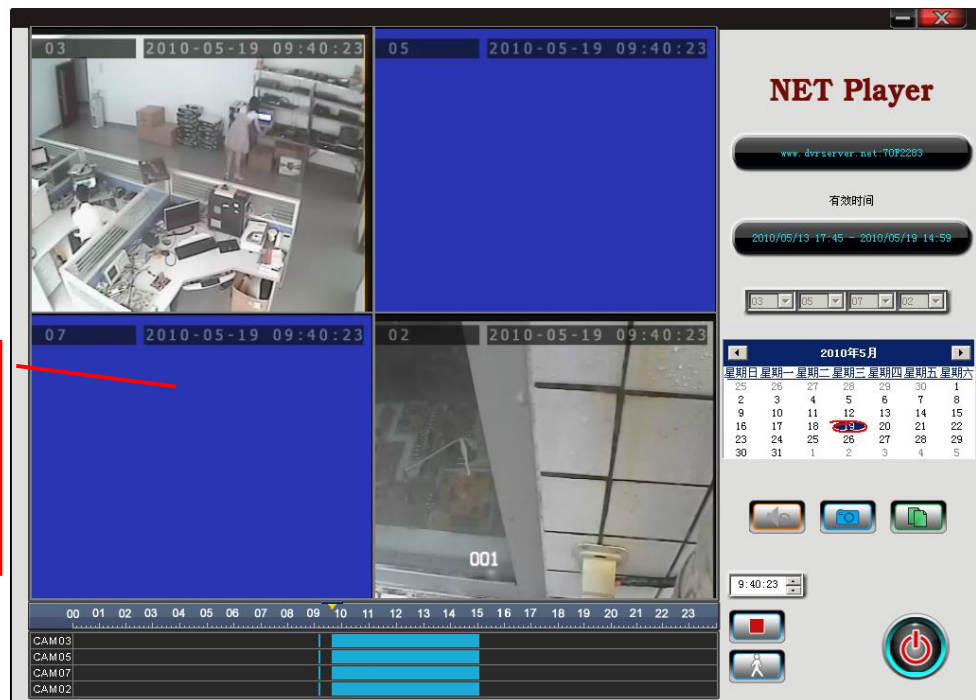 03 2010-05-19 09:40:23
05 2010-05-19 09:40:23
07 2010-05-19 09:40:23
02 2010-05-19 09:40:23
001
00 01 02 03 04 05 06 07 08 09 10 11 12 13 14 15 16 17 18 19 20 21 22 23
CAM03
CAM05
CAM07
CAM02
NET Player
www.dvrserver.net:70F2283
有效时间
2010/05/13 17:45 - 2010/05/19 14:59
03 05 07 02
2010年5月
星期日 星期一 星期二 星期三 星期四 星期五 星期六
25 26 27 28 29 30 1
2 3 4 5 6 7 8
9 10 11 12 13 14 15
16 17 18 19 20 21 22
23 24 25 26 27 28 29
30 31 1 2 3 4 5
9:40:23